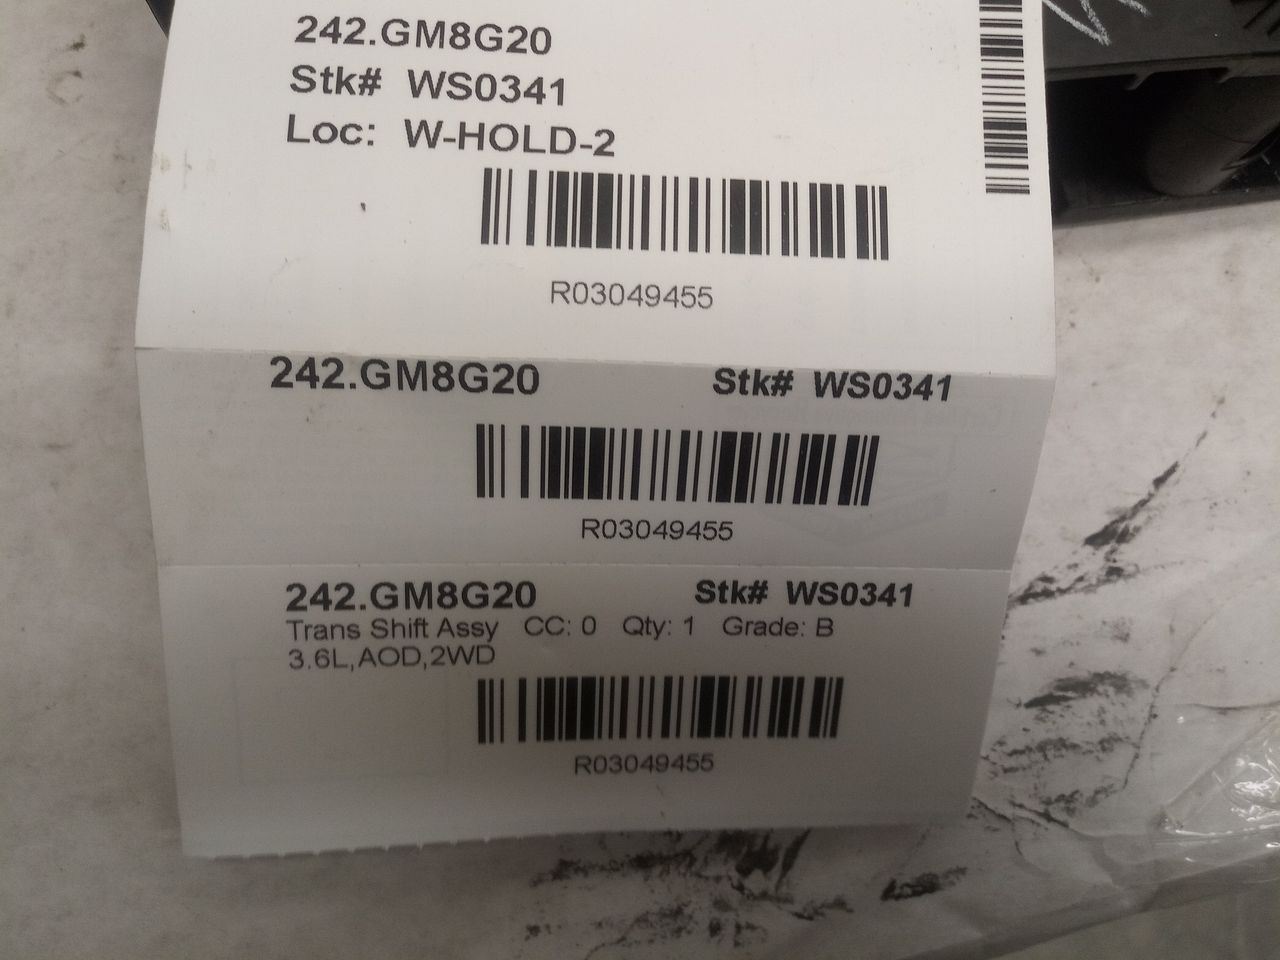 242.GM8G20
Stk# WS0341
Loc: W-HOLD-2
R03049455
242.GM8G20 Stk# WS0341
R03049455
242.GM8G20 Stk# WS0341
Trans Shift Assy CC: 0 Qty: 1 Grade: B
3.6L,AOD,2WD
R03049455